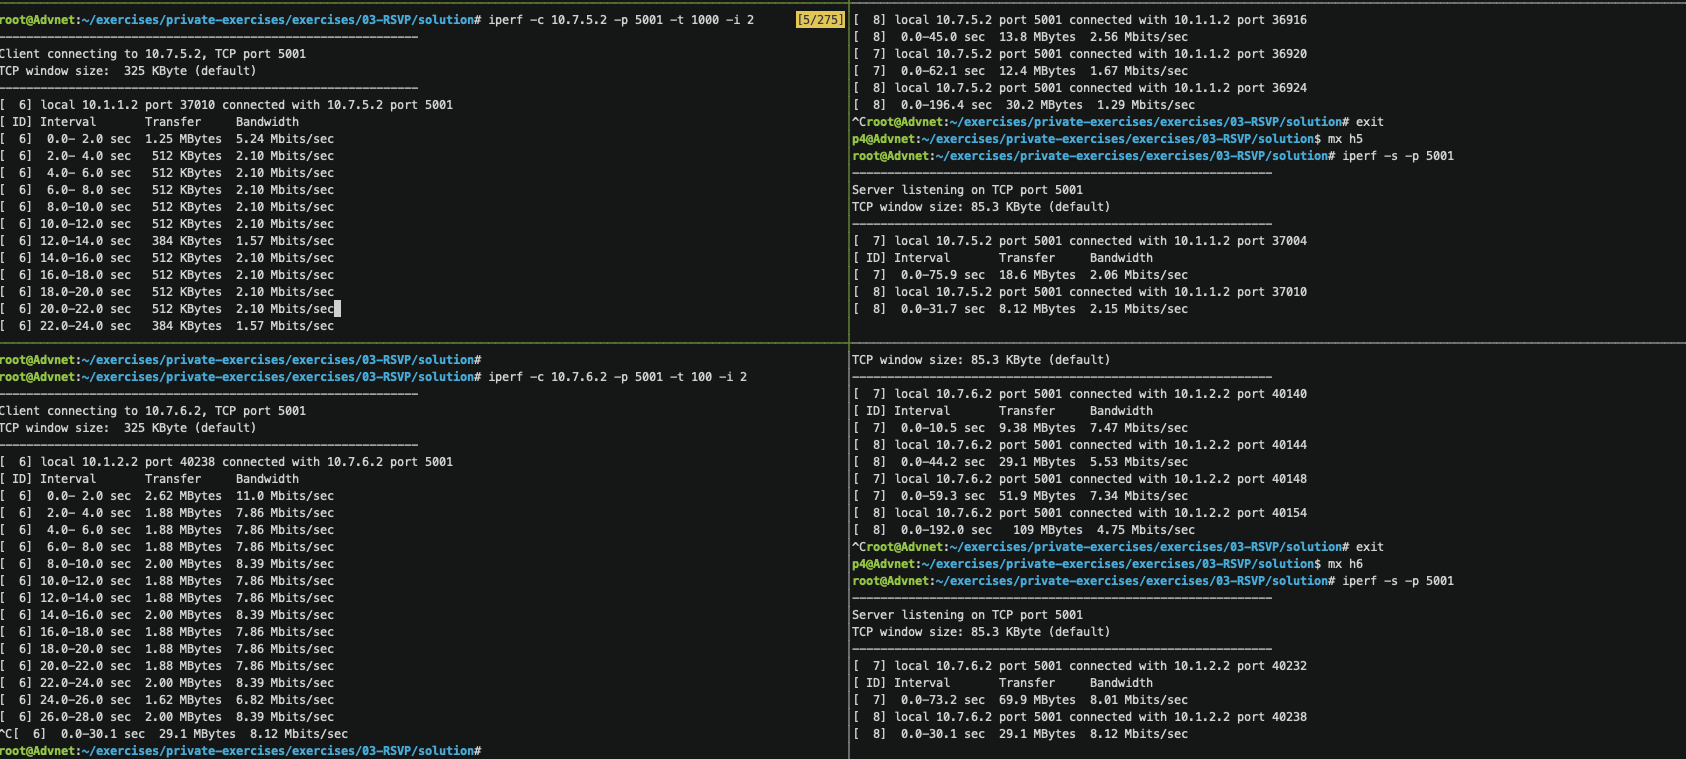 root@Advnet:~/exercises/private-exercises/exercises/03-RSVP/solution# iperf -c 10.7.5.2 -p 5001 -t 1000 -i 2 [5/275]
------------------------------------------------------------
Client connecting to 10.7.5.2, TCP port 5001
TCP window size:  325 KByte (default)
------------------------------------------------------------
[  6] local 10.1.1.2 port 37010 connected with 10.7.5.2 port 5001
[ ID] Interval       Transfer     Bandwidth
[  6]  0.0- 2.0 sec  1.25 MBytes  5.24 Mbits/sec
[  6]  2.0- 4.0 sec   512 KBytes  2.10 Mbits/sec
[  6]  4.0- 6.0 sec   512 KBytes  2.10 Mbits/sec
[  6]  6.0- 8.0 sec   512 KBytes  2.10 Mbits/sec
[  6]  8.0-10.0 sec   512 KBytes  2.10 Mbits/sec
[  6] 10.0-12.0 sec   512 KBytes  2.10 Mbits/sec
[  6] 12.0-14.0 sec   384 KBytes  1.57 Mbits/sec
[  6] 14.0-16.0 sec   512 KBytes  2.10 Mbits/sec
[  6] 16.0-18.0 sec   512 KBytes  2.10 Mbits/sec
[  6] 18.0-20.0 sec   512 KBytes  2.10 Mbits/sec
[  6] 20.0-22.0 sec   512 KBytes  2.10 Mbits/sec
[  6] 22.0-24.0 sec   384 KBytes  1.57 Mbits/sec
[  8] local 10.7.5.2 port 5001 connected with 10.1.1.2 port 36916
[  8]  0.0-45.0 sec  13.8 MBytes  2.56 Mbits/sec
[  7] local 10.7.5.2 port 5001 connected with 10.1.1.2 port 36920
[  7]  0.0-62.1 sec  12.4 MBytes  1.67 Mbits/sec
[  8] local 10.7.5.2 port 5001 connected with 10.1.1.2 port 36924
[  8]  0.0-196.4 sec  30.2 MBytes  1.29 Mbits/sec
^Croot@Advnet:~/exercises/private-exercises/exercises/03-RSVP/solution# exit
p4@Advnet:~/exercises/private-exercises/exercises/03-RSVP/solution$ mx h5
root@Advnet:~/exercises/private-exercises/exercises/03-RSVP/solution# iperf -s -p 5001
------------------------------------------------------------
Server listening on TCP port 5001
TCP window size: 85.3 KByte (default)
------------------------------------------------------------
[  7] local 10.7.5.2 port 5001 connected with 10.1.1.2 port 37004
[ ID] Interval       Transfer     Bandwidth
[  7]  0.0-75.9 sec  18.6 MBytes  2.06 Mbits/sec
[  8] local 10.7.5.2 port 5001 connected with 10.1.1.2 port 37010
[  8]  0.0-31.7 sec  8.12 MBytes  2.15 Mbits/sec
root@Advnet:~/exercises/private-exercises/exercises/03-RSVP/solution#
root@Advnet:~/exercises/private-exercises/exercises/03-RSVP/solution# iperf -c 10.7.6.2 -p 5001 -t 100 -i 2
------------------------------------------------------------
Client connecting to 10.7.6.2, TCP port 5001
TCP window size:  325 KByte (default)
------------------------------------------------------------
[  6] local 10.1.2.2 port 40238 connected with 10.7.6.2 port 5001
[ ID] Interval       Transfer     Bandwidth
[  6]  0.0- 2.0 sec  2.62 MBytes  11.0 Mbits/sec
[  6]  2.0- 4.0 sec  1.88 MBytes  7.86 Mbits/sec
[  6]  4.0- 6.0 sec  1.88 MBytes  7.86 Mbits/sec
[  6]  6.0- 8.0 sec  1.88 MBytes  7.86 Mbits/sec
[  6]  8.0-10.0 sec  2.00 MBytes  8.39 Mbits/sec
[  6] 10.0-12.0 sec  1.88 MBytes  7.86 Mbits/sec
[  6] 12.0-14.0 sec  1.88 MBytes  7.86 Mbits/sec
[  6] 14.0-16.0 sec  2.00 MBytes  8.39 Mbits/sec
[  6] 16.0-18.0 sec  1.88 MBytes  7.86 Mbits/sec
[  6] 18.0-20.0 sec  1.88 MBytes  7.86 Mbits/sec
[  6] 20.0-22.0 sec  1.88 MBytes  7.86 Mbits/sec
[  6] 22.0-24.0 sec  2.00 MBytes  8.39 Mbits/sec
[  6] 24.0-26.0 sec  1.62 MBytes  6.82 Mbits/sec
[  6] 26.0-28.0 sec  2.00 MBytes  8.39 Mbits/sec
^C[  6]  0.0-30.1 sec  29.1 MBytes  8.12 Mbits/sec
root@Advnet:~/exercises/private-exercises/exercises/03-RSVP/solution#
TCP window size: 85.3 KByte (default)
------------------------------------------------------------
[  7] local 10.7.6.2 port 5001 connected with 10.1.2.2 port 40140
[ ID] Interval       Transfer     Bandwidth
[  7]  0.0-10.5 sec  9.38 MBytes  7.47 Mbits/sec
[  8] local 10.7.6.2 port 5001 connected with 10.1.2.2 port 40144
[  8]  0.0-44.2 sec  29.1 MBytes  5.53 Mbits/sec
[  7] local 10.7.6.2 port 5001 connected with 10.1.2.2 port 40148
[  7]  0.0-59.3 sec  51.9 MBytes  7.34 Mbits/sec
[  8] local 10.7.6.2 port 5001 connected with 10.1.2.2 port 40154
[  8]  0.0-192.0 sec   109 MBytes  4.75 Mbits/sec
^Croot@Advnet:~/exercises/private-exercises/exercises/03-RSVP/solution# exit
p4@Advnet:~/exercises/private-exercises/exercises/03-RSVP/solution$ mx h6
root@Advnet:~/exercises/private-exercises/exercises/03-RSVP/solution# iperf -s -p 5001
------------------------------------------------------------
Server listening on TCP port 5001
TCP window size: 85.3 KByte (default)
------------------------------------------------------------
[  7] local 10.7.6.2 port 5001 connected with 10.1.2.2 port 40232
[ ID] Interval       Transfer     Bandwidth
[  7]  0.0-73.2 sec  69.9 MBytes  8.01 Mbits/sec
[  8] local 10.7.6.2 port 5001 connected with 10.1.2.2 port 40238
[  8]  0.0-30.1 sec  29.1 MBytes  8.12 Mbits/sec